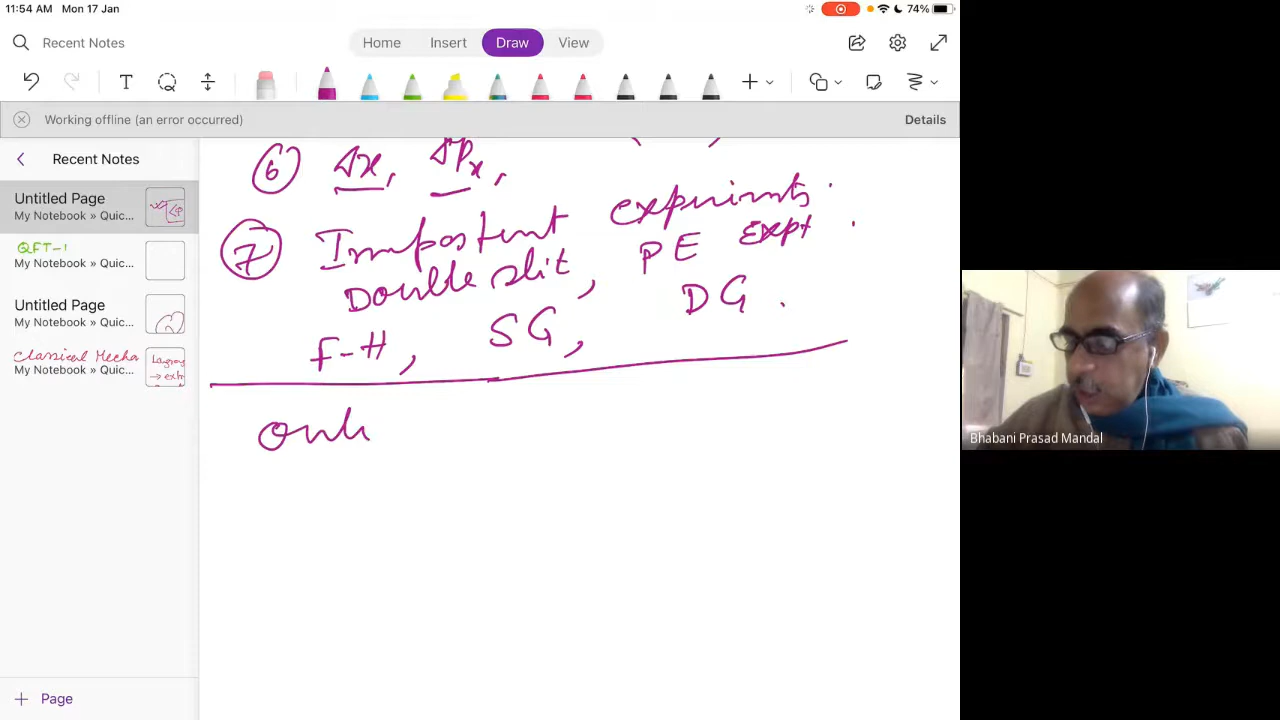 11:54 AM Mon 17 Jan
74%
Recent Notes
Home Insert Draw View
T
Working offline (an error occurred)
Details
Recent Notes
Untitled Page
My Notebook » Quic...
QFT-1
My Notebook » Quic...
Untitled Page
My Notebook » Quic...
Classical Mecha
My Notebook » Quic...
Page
⑥ Δx, Δpx,
⑦ Important experiments.
Double slit, PE Expt.
F-H, SG, DG.
Bhabani Prasad Mandal